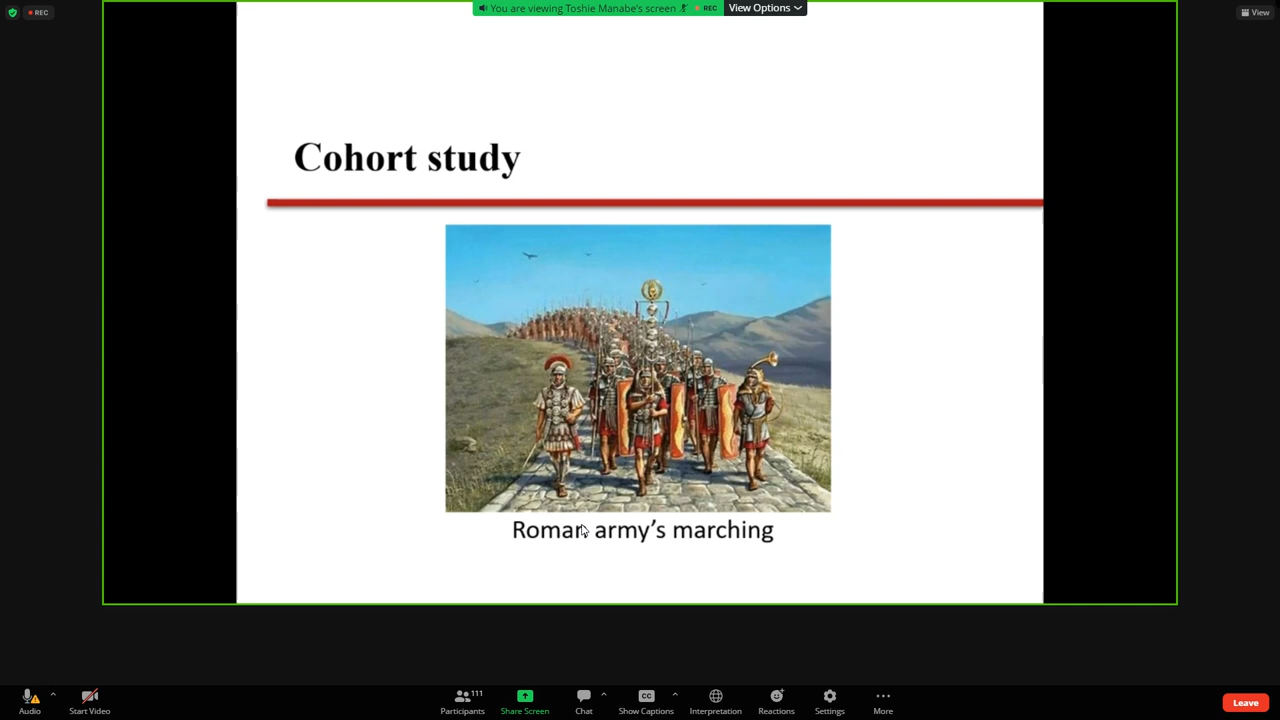 REC
You are viewing Toshie Manabe's screen
REC
View Options
View
Cohort study
Roman army's marching
Audio
Start Video
Participants
111
Share Screen
Chat
CC
Show Captions
Interpretation
Reactions
Settings
More
Leave